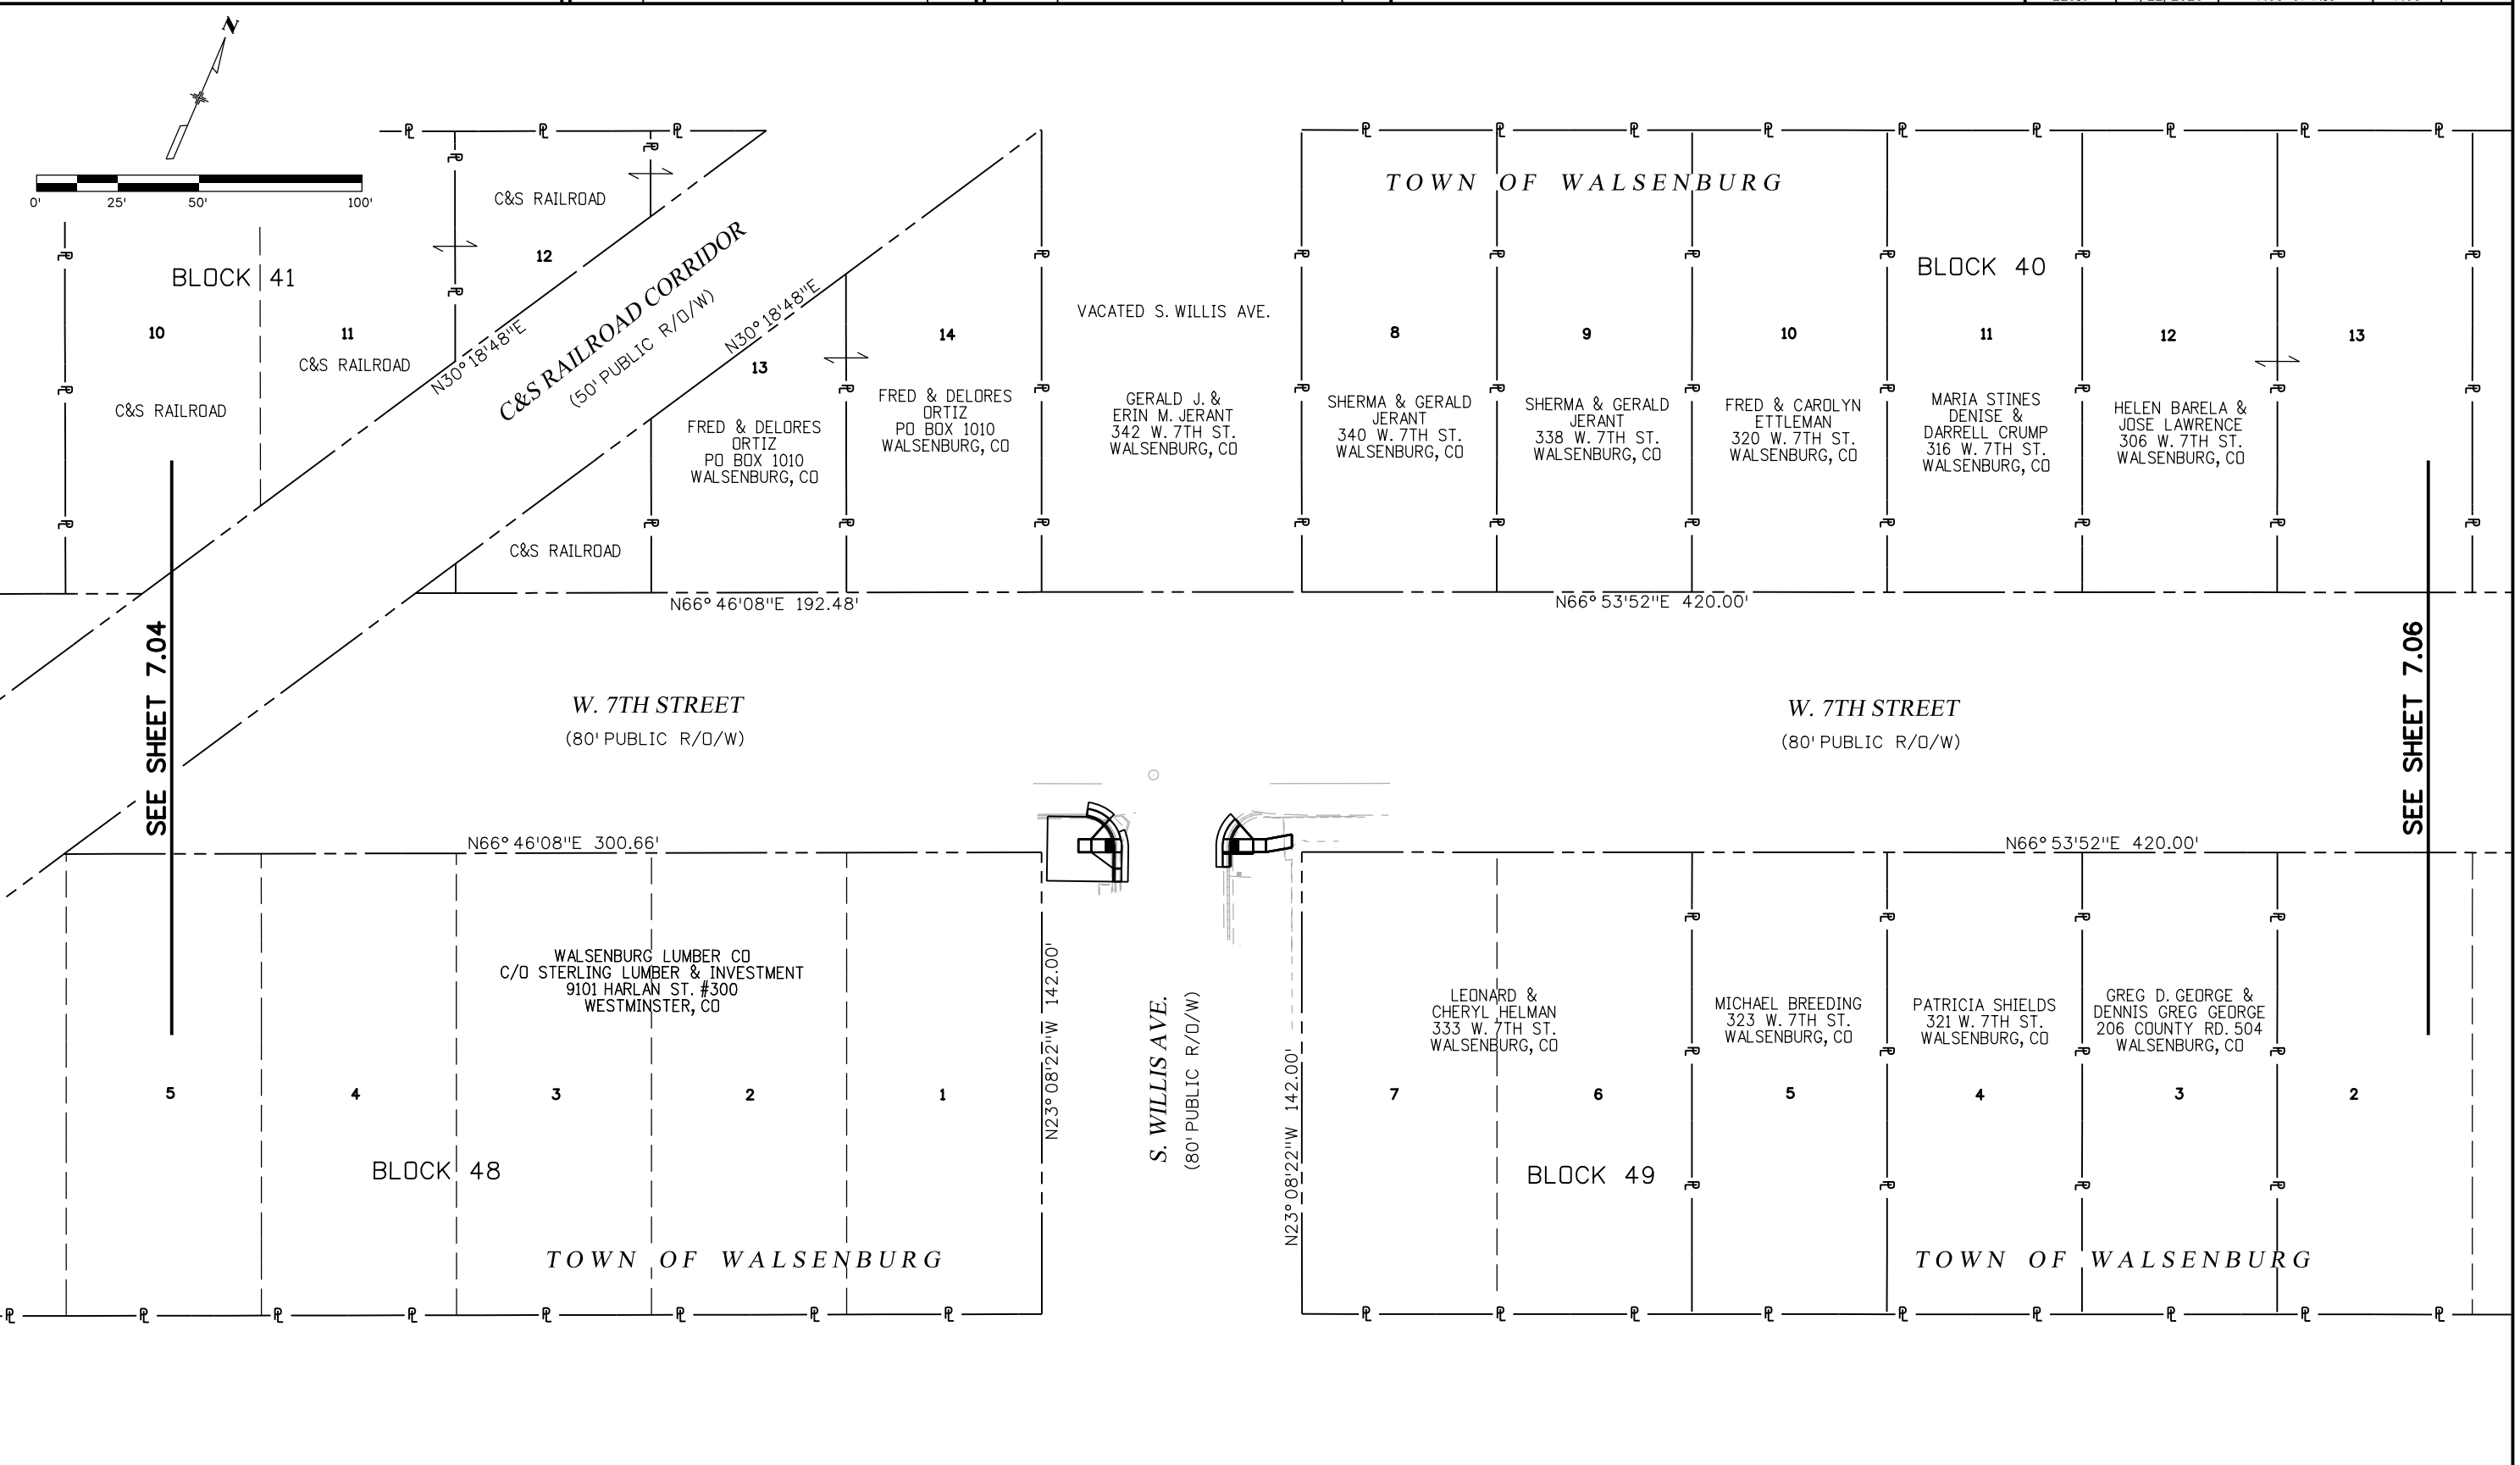 N
0' 25' 50' 100'
C&S RAILROAD
12
BLOCK 41
10
11
C&S RAILROAD
C&S RAILROAD
N30°18'48"E
C&S RAILROAD CORRIDOR
(50' PUBLIC R/O/W)
N30°18'48"E
13
FRED & DELORES
ORTIZ
PO BOX 1010
WALSENBURG, CO
14
FRED & DELORES
ORTIZ
PO BOX 1010
WALSENBURG, CO
C&S RAILROAD
VACATED S. WILLIS AVE.
GERALD J. &
ERIN M. JERANT
342 W. 7TH ST.
WALSENBURG, CO
TOWN OF WALSENBURG
BLOCK 40
8
SHERMA & GERALD
JERANT
340 W. 7TH ST.
WALSENBURG, CO
9
SHERMA & GERALD
JERANT
338 W. 7TH ST.
WALSENBURG, CO
10
FRED & CAROLYN
ETTLEMAN
320 W. 7TH ST.
WALSENBURG, CO
11
MARIA STINES
DENISE &
DARRELL CRUMP
316 W. 7TH ST.
WALSENBURG, CO
12
HELEN BARELA &
JOSE LAWRENCE
306 W. 7TH ST.
WALSENBURG, CO
13
N66°46'08"E 192.48'
N66°53'52"E 420.00'
SEE SHEET 7.04
W. 7TH STREET
(80' PUBLIC R/O/W)
W. 7TH STREET
(80' PUBLIC R/O/W)
SEE SHEET 7.06
N66°46'08"E 300.66'
N66°53'52"E 420.00'
WALSENBURG LUMBER CO
C/O STERLING LUMBER & INVESTMENT
9101 HARLAN ST. #300
WESTMINSTER, CO
5
4
3
2
1
BLOCK 48
TOWN OF WALSENBURG
N23°08'22"W 142.00'
S. WILLIS AVE.
(80' PUBLIC R/O/W)
N23°08'22"W 142.00'
LEONARD &
CHERYL HELMAN
333 W. 7TH ST.
WALSENBURG, CO
MICHAEL BREEDING
323 W. 7TH ST.
WALSENBURG, CO
PATRICIA SHIELDS
321 W. 7TH ST.
WALSENBURG, CO
GREG D. GEORGE &
DENNIS GREG GEORGE
206 COUNTY RD. 504
WALSENBURG, CO
7
6
5
4
3
2
BLOCK 49
TOWN OF WALSENBURG